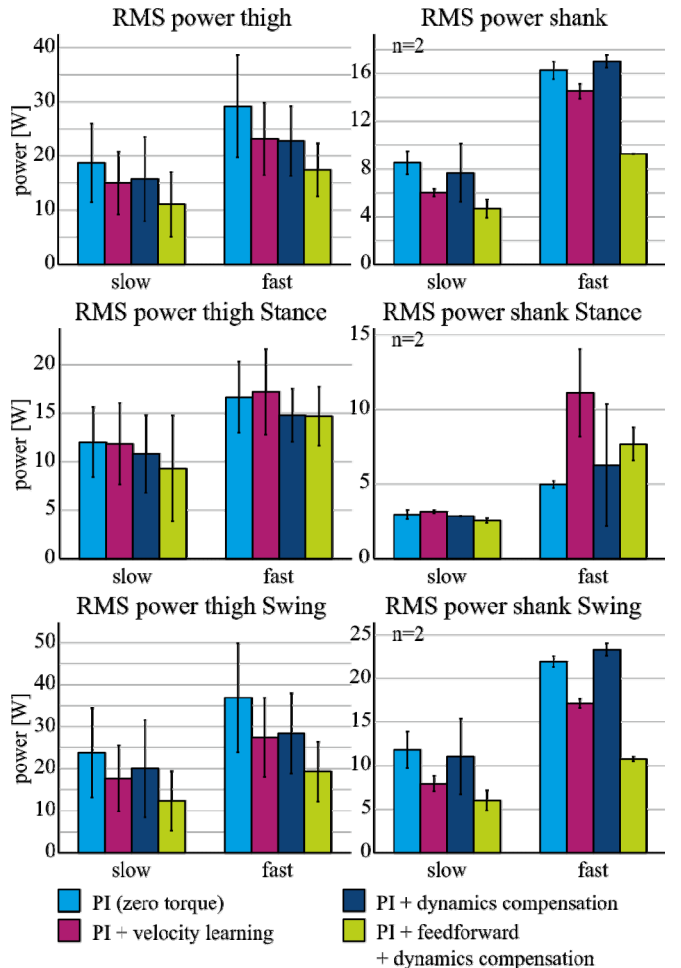 RMS power thigh
RMS power shank
40
30
20
10
0
power [W]
slow
fast
n=2
16
12
8
4
0
slow
fast
RMS power thigh Stance
RMS power shank Stance
20
15
10
5
0
power [W]
slow
fast
n=2
15
10
5
0
slow
fast
RMS power thigh Swing
RMS power shank Swing
50
40
30
20
10
0
power [W]
slow
fast
n=2
25
20
15
10
5
0
slow
fast
PI (zero torque)
PI + velocity learning
PI + dynamics compensation
PI + feedforward
+ dynamics compensation